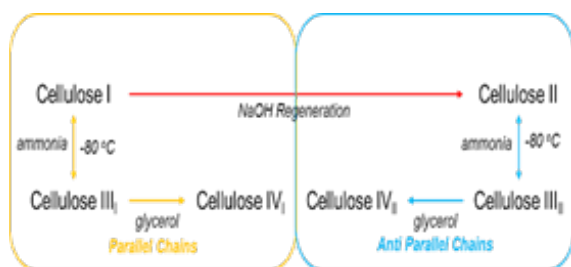 Cellulose I Cellulose II
NaOH Regeneration
ammonia -80 ºC ammonia -80 ºC
Cellulose IIII Cellulose IVI Cellulose IVII Cellulose IIIII
glycerol glycerol
Parallel Chains Anti Parallel Chains